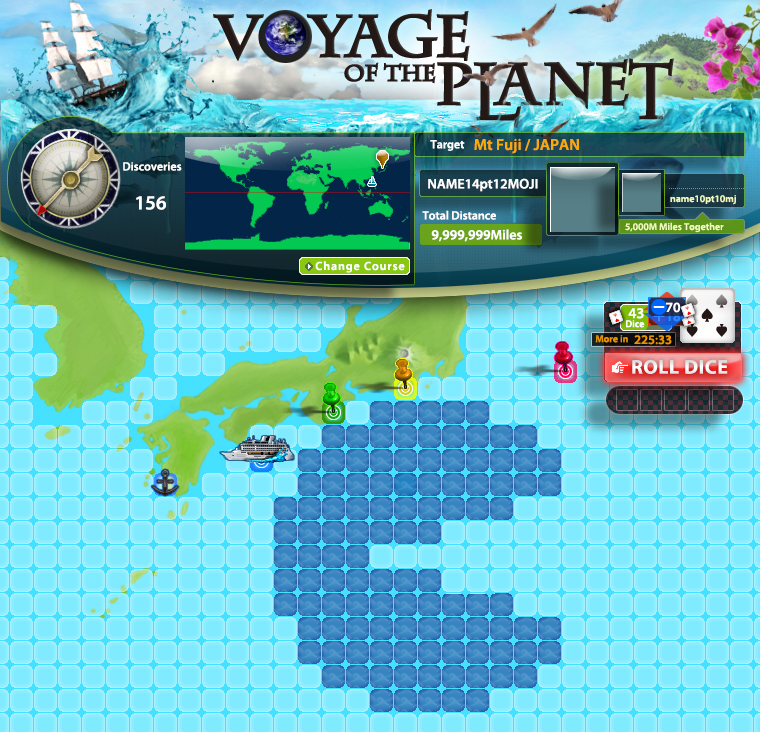 VOYAGE
OF THE PLANET
Discoveries
156
Target Mt Fuji / JAPAN
NAME14pt12MOJI
name10pt10mj
Total Distance
9,999,999Miles
5,000M Miles Together
Change Course
43
Dice
−70
More in 225:33
ROLL DICE